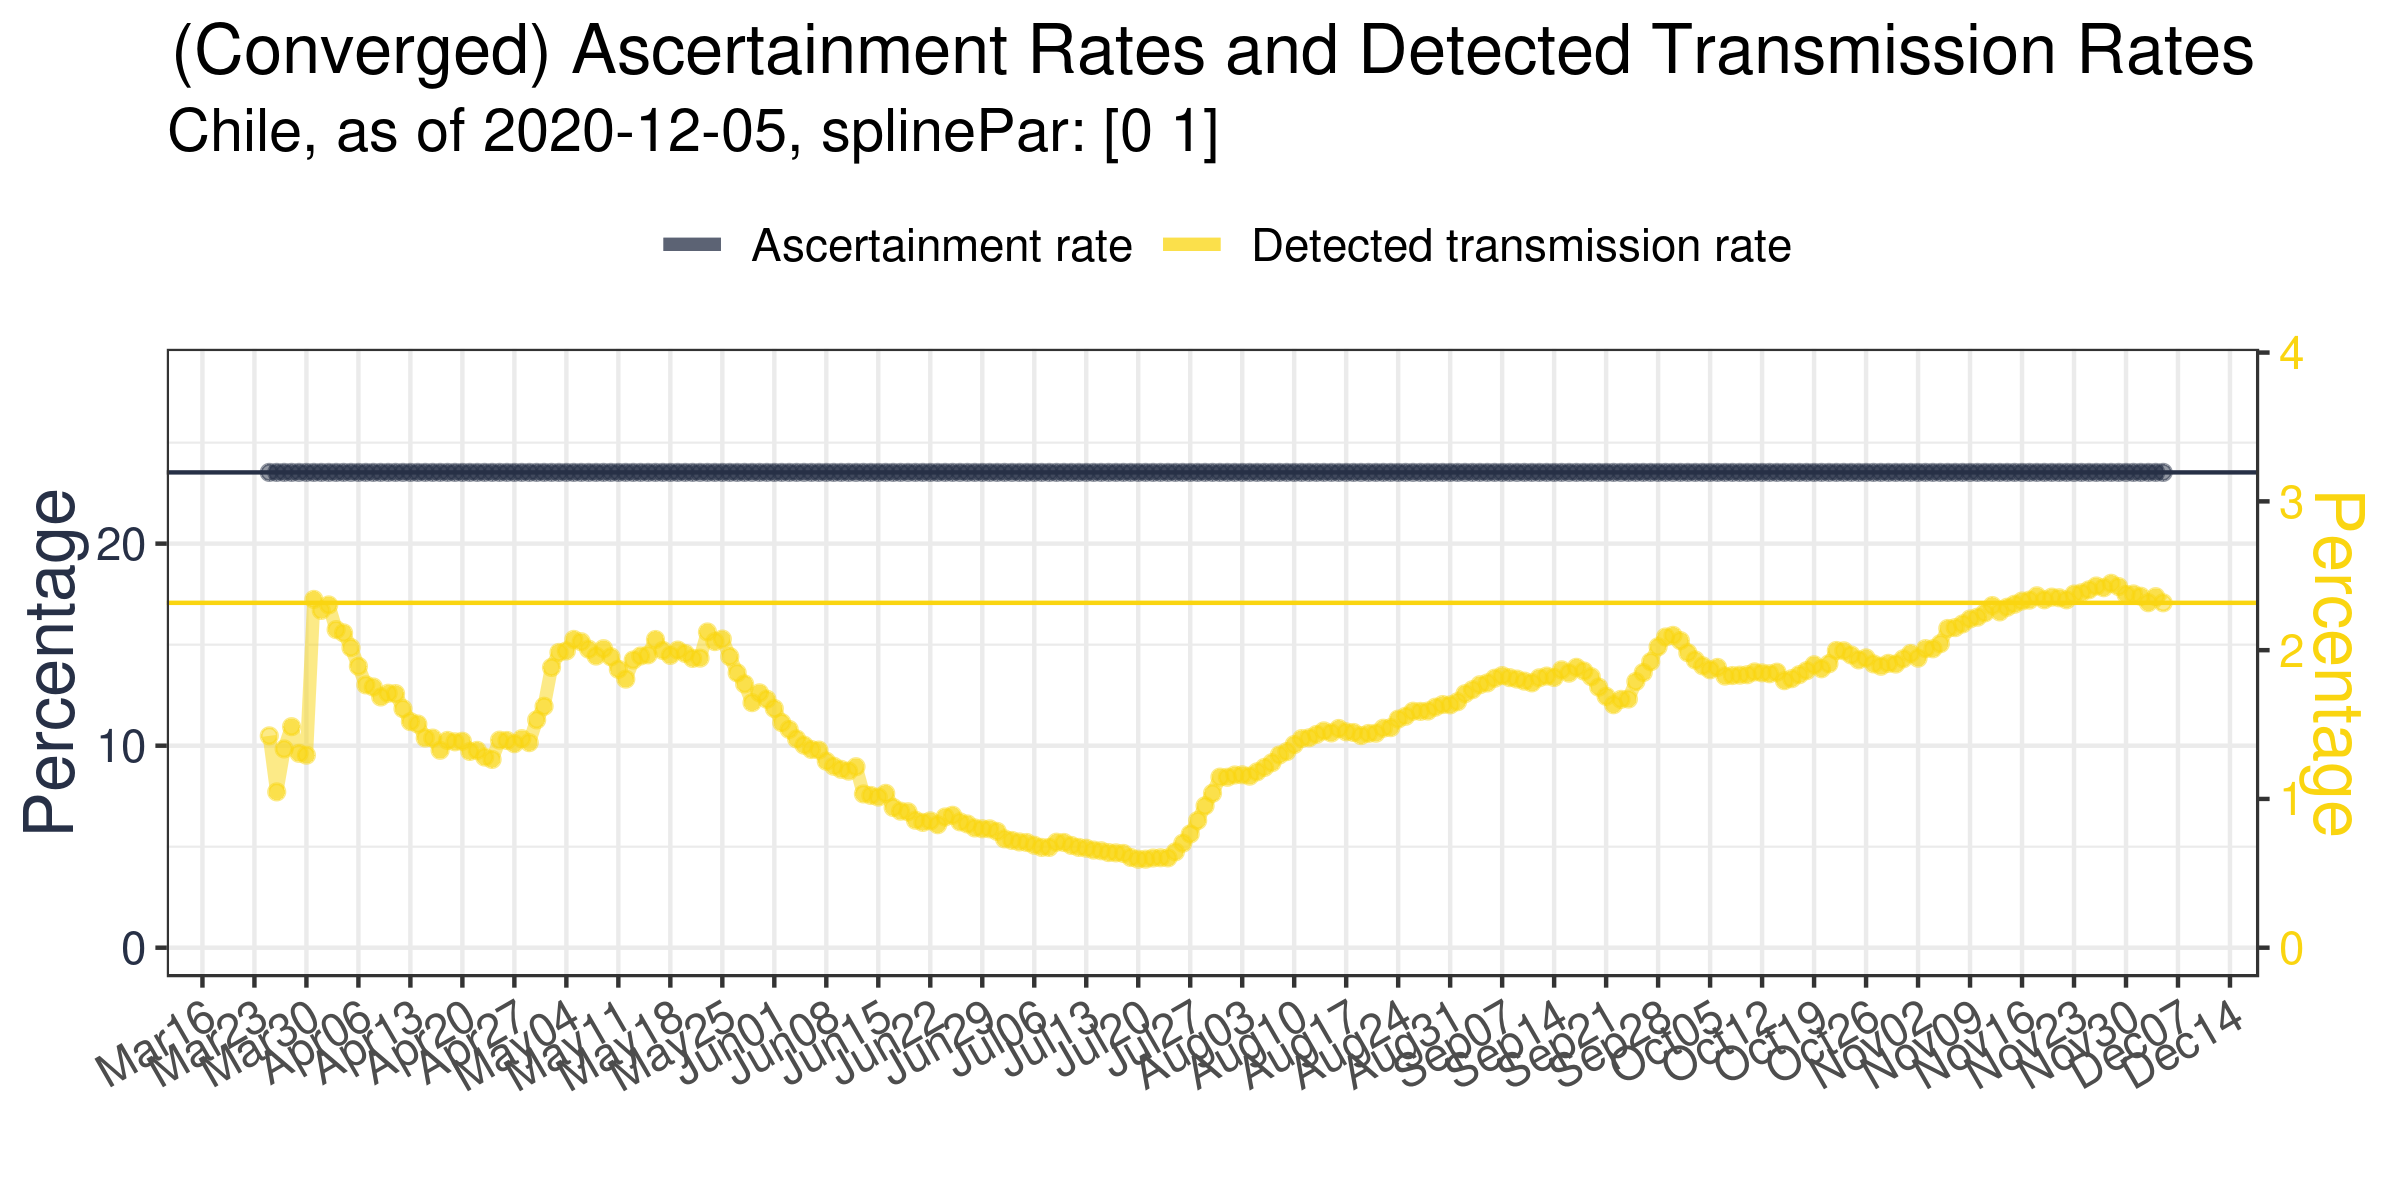 (Converged) Ascertainment Rates and Detected Transmission Rates
Chile, as of 2020-12-05, splinePar: [0 1]
Ascertainment rate
Detected transmission rate
Percentage
20
10
0
4
3
2
1
0
Percentage
Mar16
Mar23
Mar30
Apr06
Apr13
Apr20
Apr27
May04
May11
May18
May25
Jun01
Jun08
Jun15
Jun22
Jun29
Jul06
Jul13
Jul20
Jul27
Aug03
Aug10
Aug17
Aug24
Aug31
Sep07
Sep14
Sep21
Sep28
Oct05
Oct12
Oct19
Oct26
Nov02
Nov09
Nov16
Nov23
Nov30
Dec07
Dec14